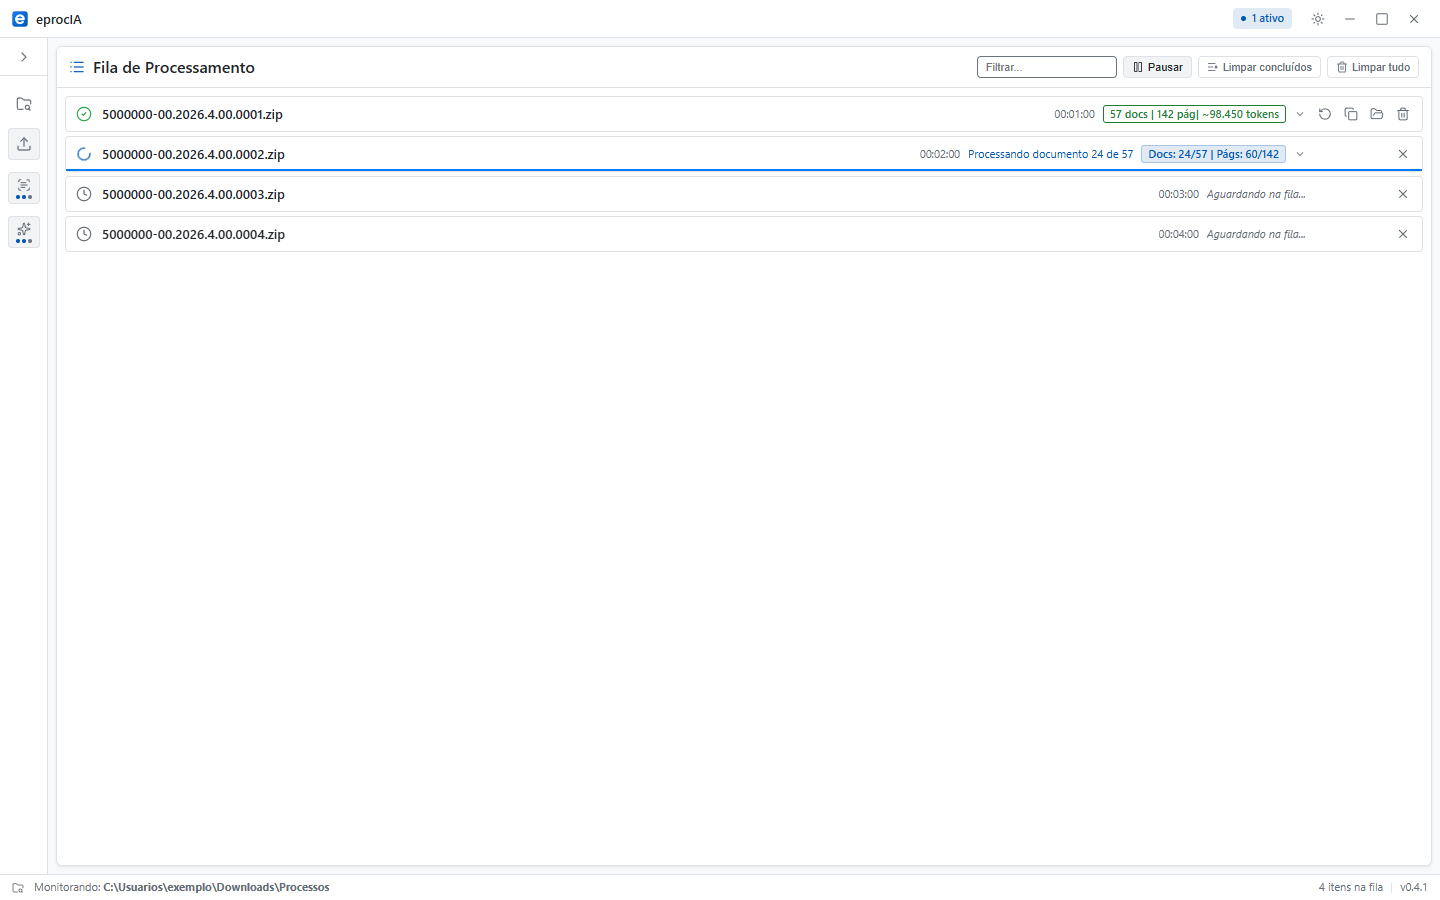 eprocIA
1 ativo
Fila de Processamento
Filtrar...
Pausar
Limpar concluídos
Limpar tudo
5000000-00.2026.4.00.0001.zip
00:01:00
57 docs | 142 pág| ~98.450 tokens
5000000-00.2026.4.00.0002.zip
00:02:00
Processando documento 24 de 57
Docs: 24/57 | Págs: 60/142
5000000-00.2026.4.00.0003.zip
00:03:00
Aguardando na fila...
5000000-00.2026.4.00.0004.zip
00:04:00
Aguardando na fila...
Monitorando: C:\Usuarios\exemplo\Downloads\Processos
4 itens na fila
v0.4.1